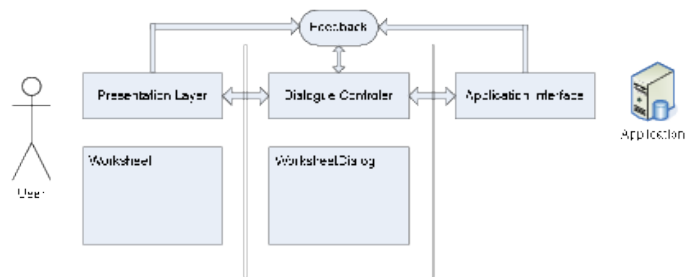 Feedback
Presentation Layer
Dialogue Controler
Application Interface
Application
Worksheet
WorksheetDialog
User